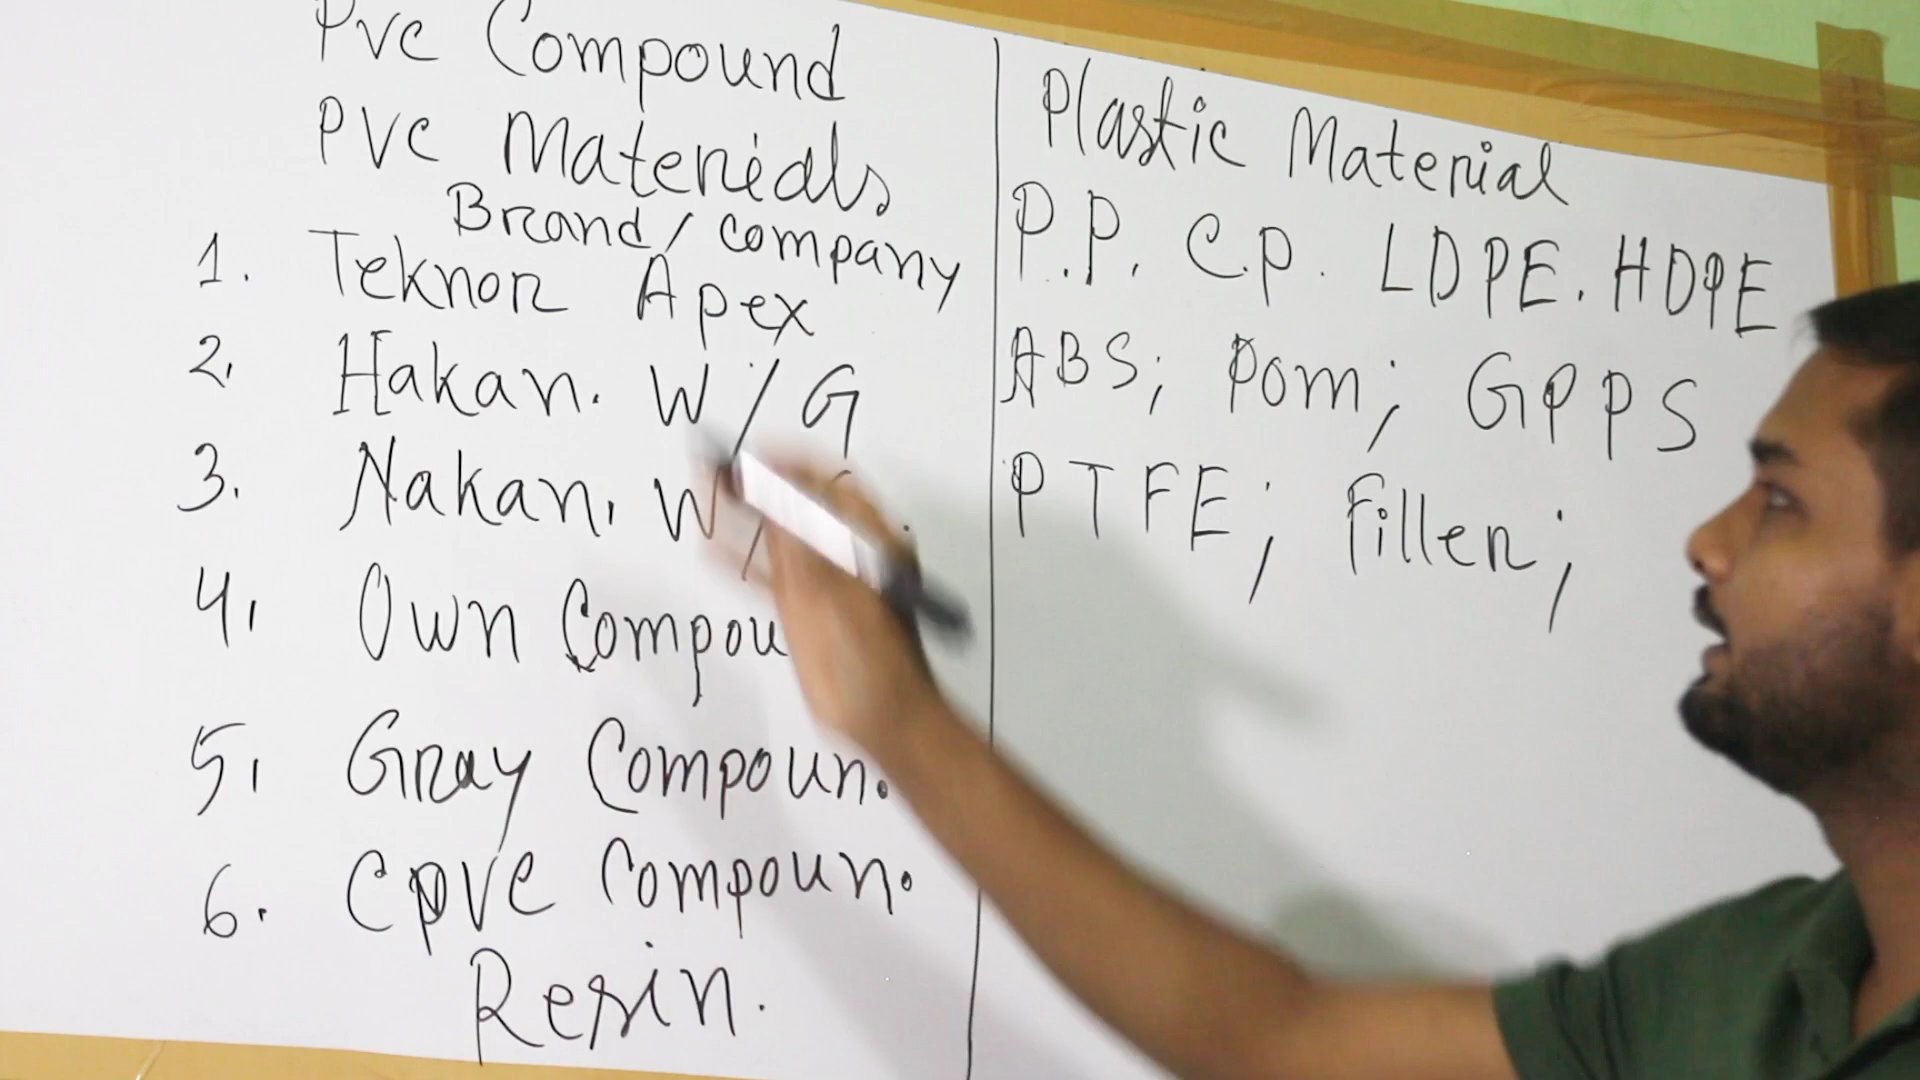 Pvc Compound
PVC Materials
Brand/company
1. Teknor Apex
2. Hakan. W/G
3. Nakan. W/
4. Own Compou
5. Gray Compoun.
6. CPVC Compoun.
Resin.
Plastic Material
P.P. C.P. LDPE. HDPE
ABS; Pom; GPPS
PTFE; Filler;